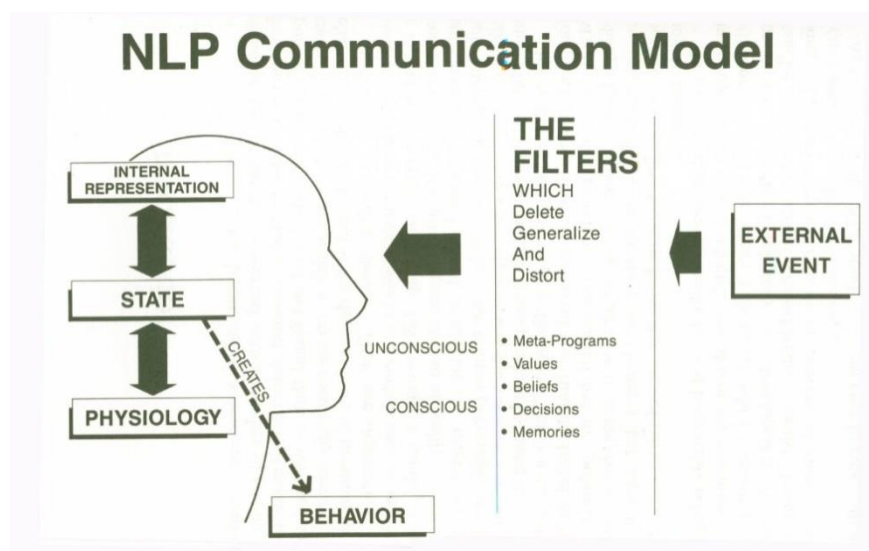 NLP Communication Model
INTERNAL
REPRESENTATION
STATE
PHYSIOLOGY
CREATES
BEHAVIOR
UNCONSCIOUS
CONSCIOUS
THE
FILTERS
WHICH
Delete
Generalize
And
Distort
• Meta-Programs
• Values
• Beliefs
• Decisions
• Memories
EXTERNAL
EVENT